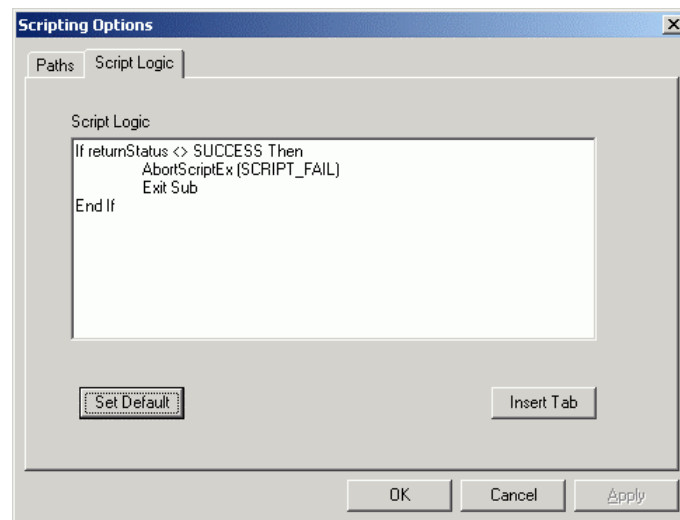 Scripting Options
Paths
Script Logic
Script Logic
If returnStatus <> SUCCESS Then
AbortScriptEx (SCRIPT_FAIL)
Exit Sub
End If
Set Default
Insert Tab
OK
Cancel
Apply